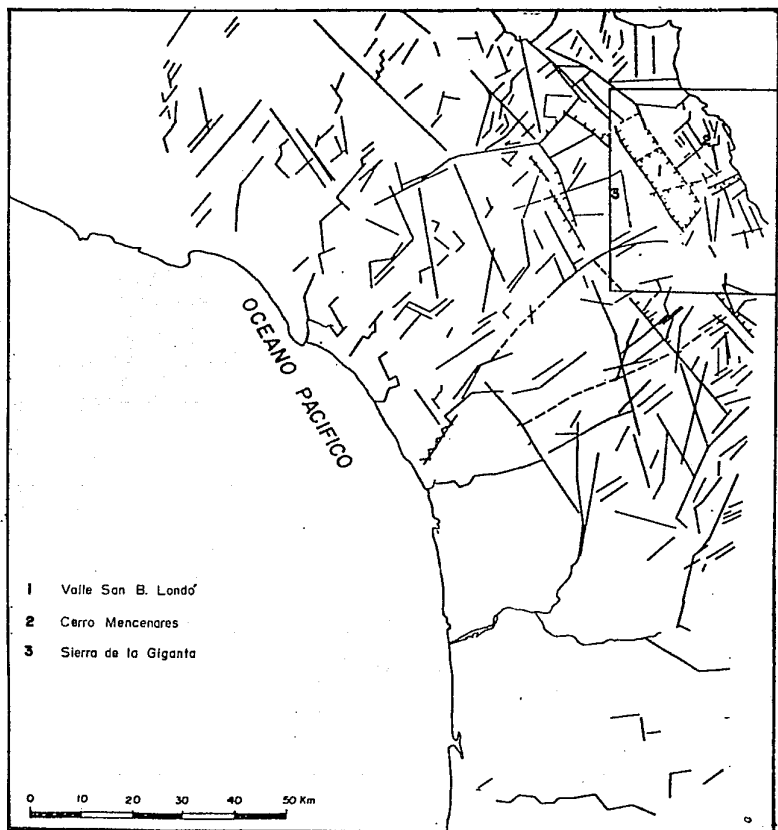 3
OCEANO PACIFICO
1 Valle San B. Londó
2 Cerro Mencenares
3 Sierra de la Giganta
0 10 20 30 40 50 Km